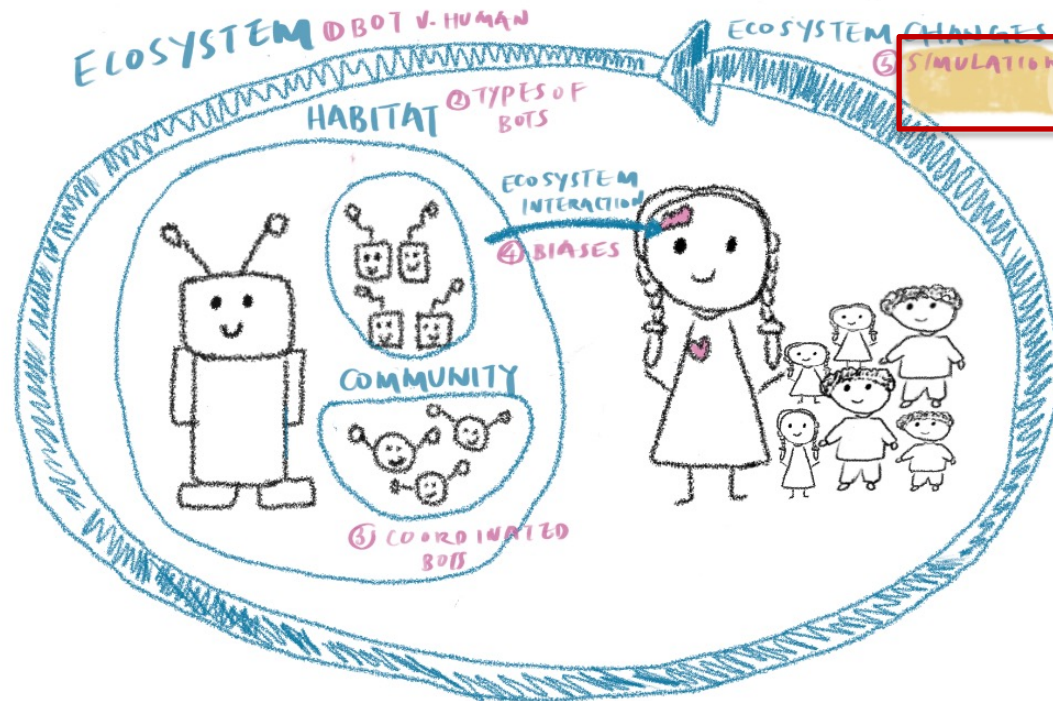 ECOSYSTEM ① BOT V. HUMAN
ECOSYSTEM CHANGES
⑤ SIMULATION
HABITAT ② TYPES OF
BOTS
ECOSYSTEM
INTERACTION
④ BIASES
COMMUNITY
③ COORDINATED
BOTS